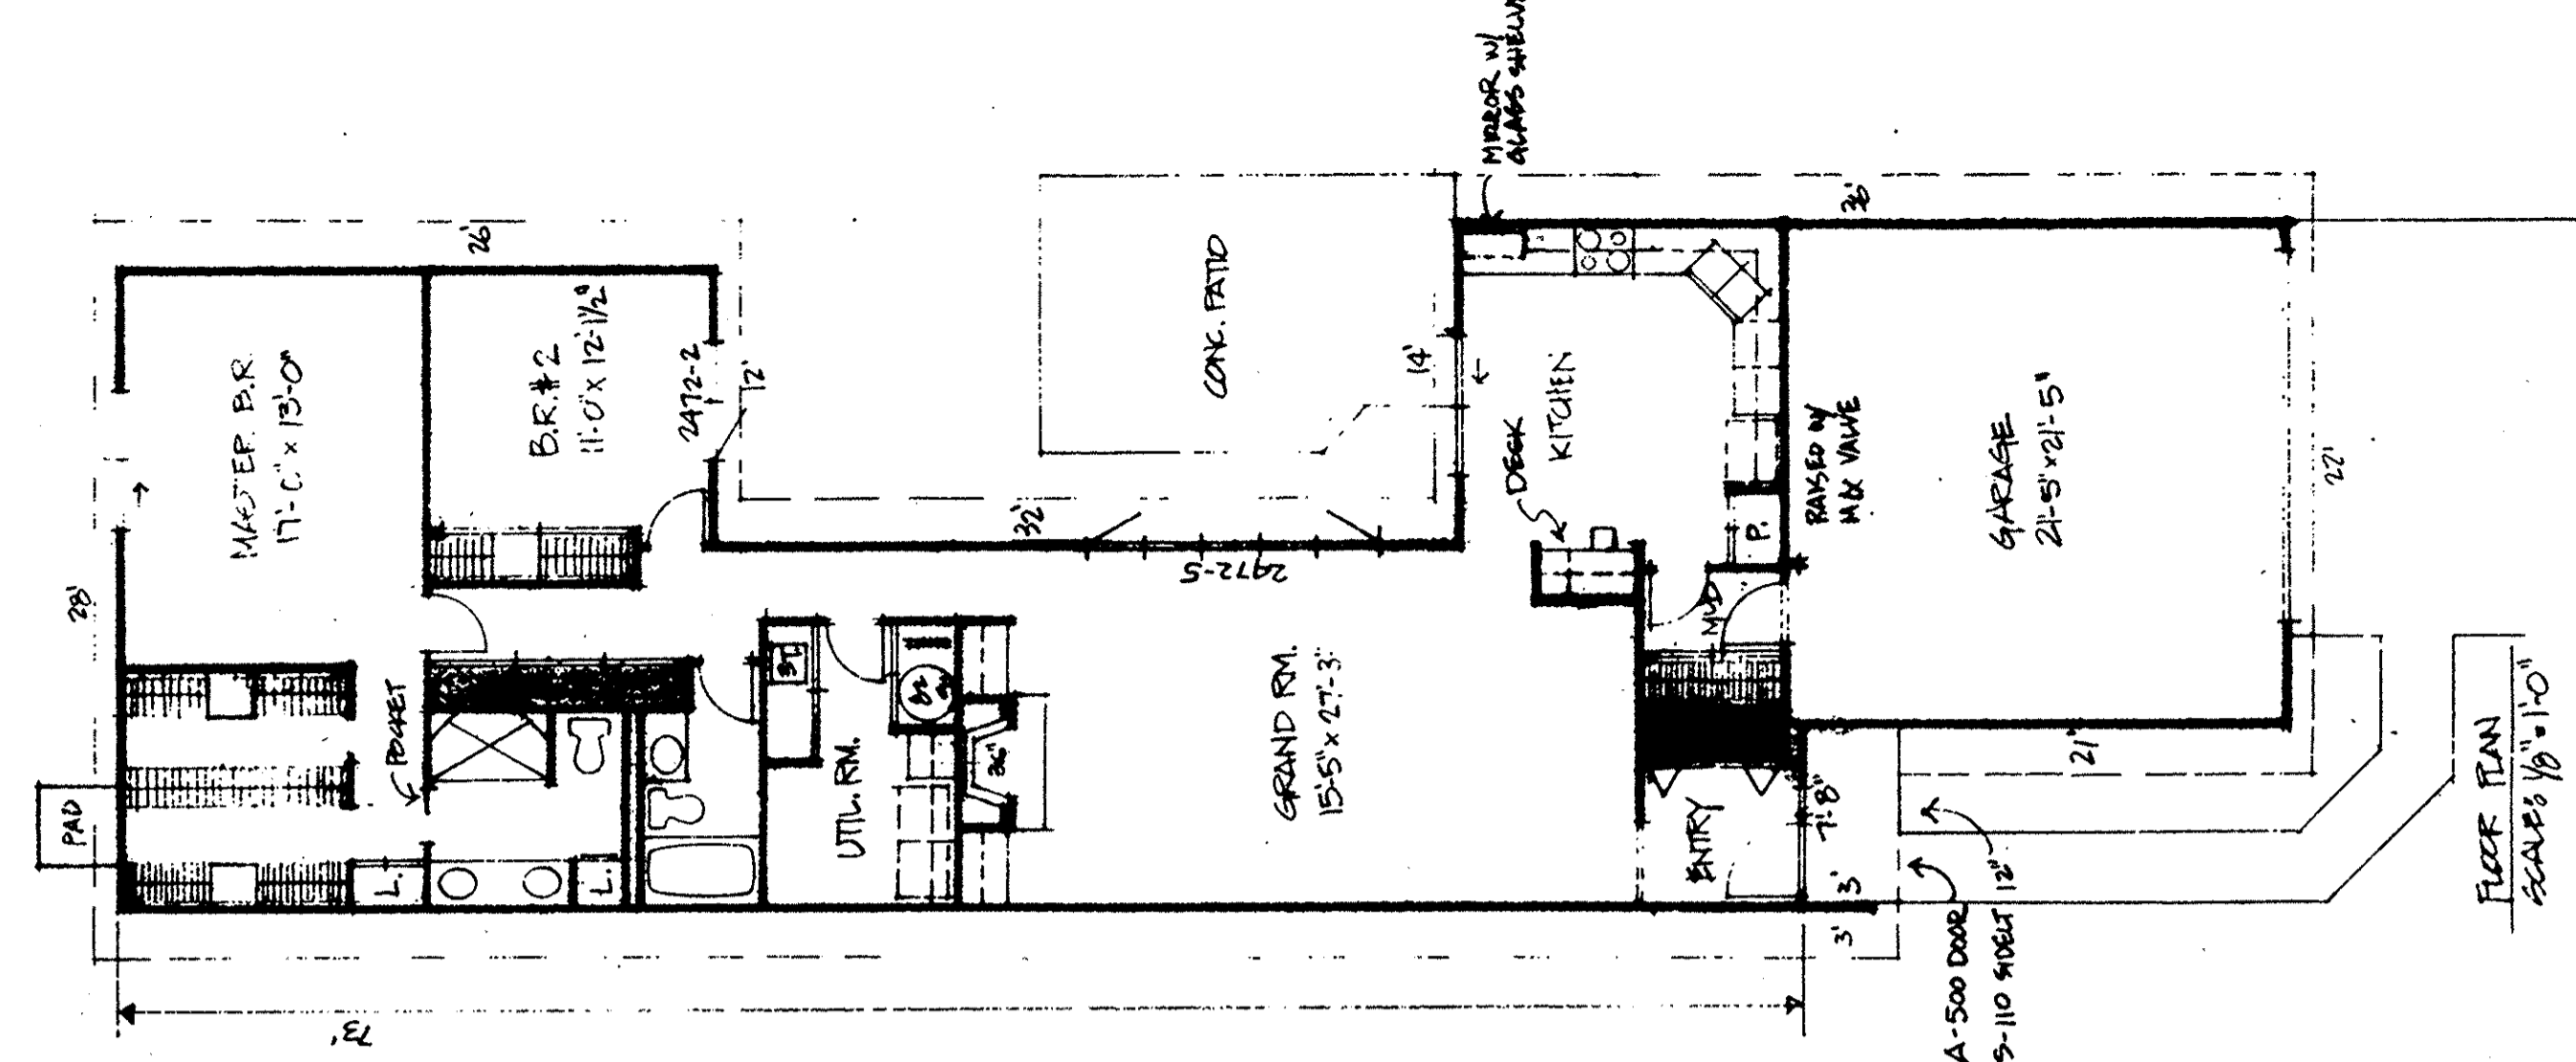 MIRROR W/
GLASS SHELV
26'
36'
MASTER B.R.
17'-0" x 13'-0"
B.R. #2
11'-0" x 12'-1½"
2472-2
12'
CONC. PATIO
14'
DESK
KITCHEN
RAISED W/
MIX VALVE
GARAGE
21'-5" x 21'-5"
22'
28'
32'
2472-5
P.
MUD
POCKET
PAD
L.
L.
UTIL. RM.
36"
GRAND RM.
15'-5" x 27'-3"
ENTRY
7'-8"
21'
3'
3'
A-500 DOOR
S-110 SIDELT 12"
73'
FLOOR PLAN
SCALE: 1/8" = 1'-0"